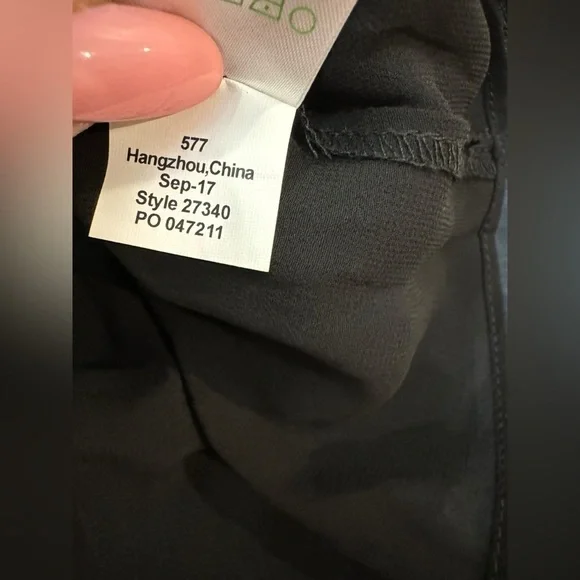 577
Hangzhou,China
Sep-17
Style 27340
PO 047211